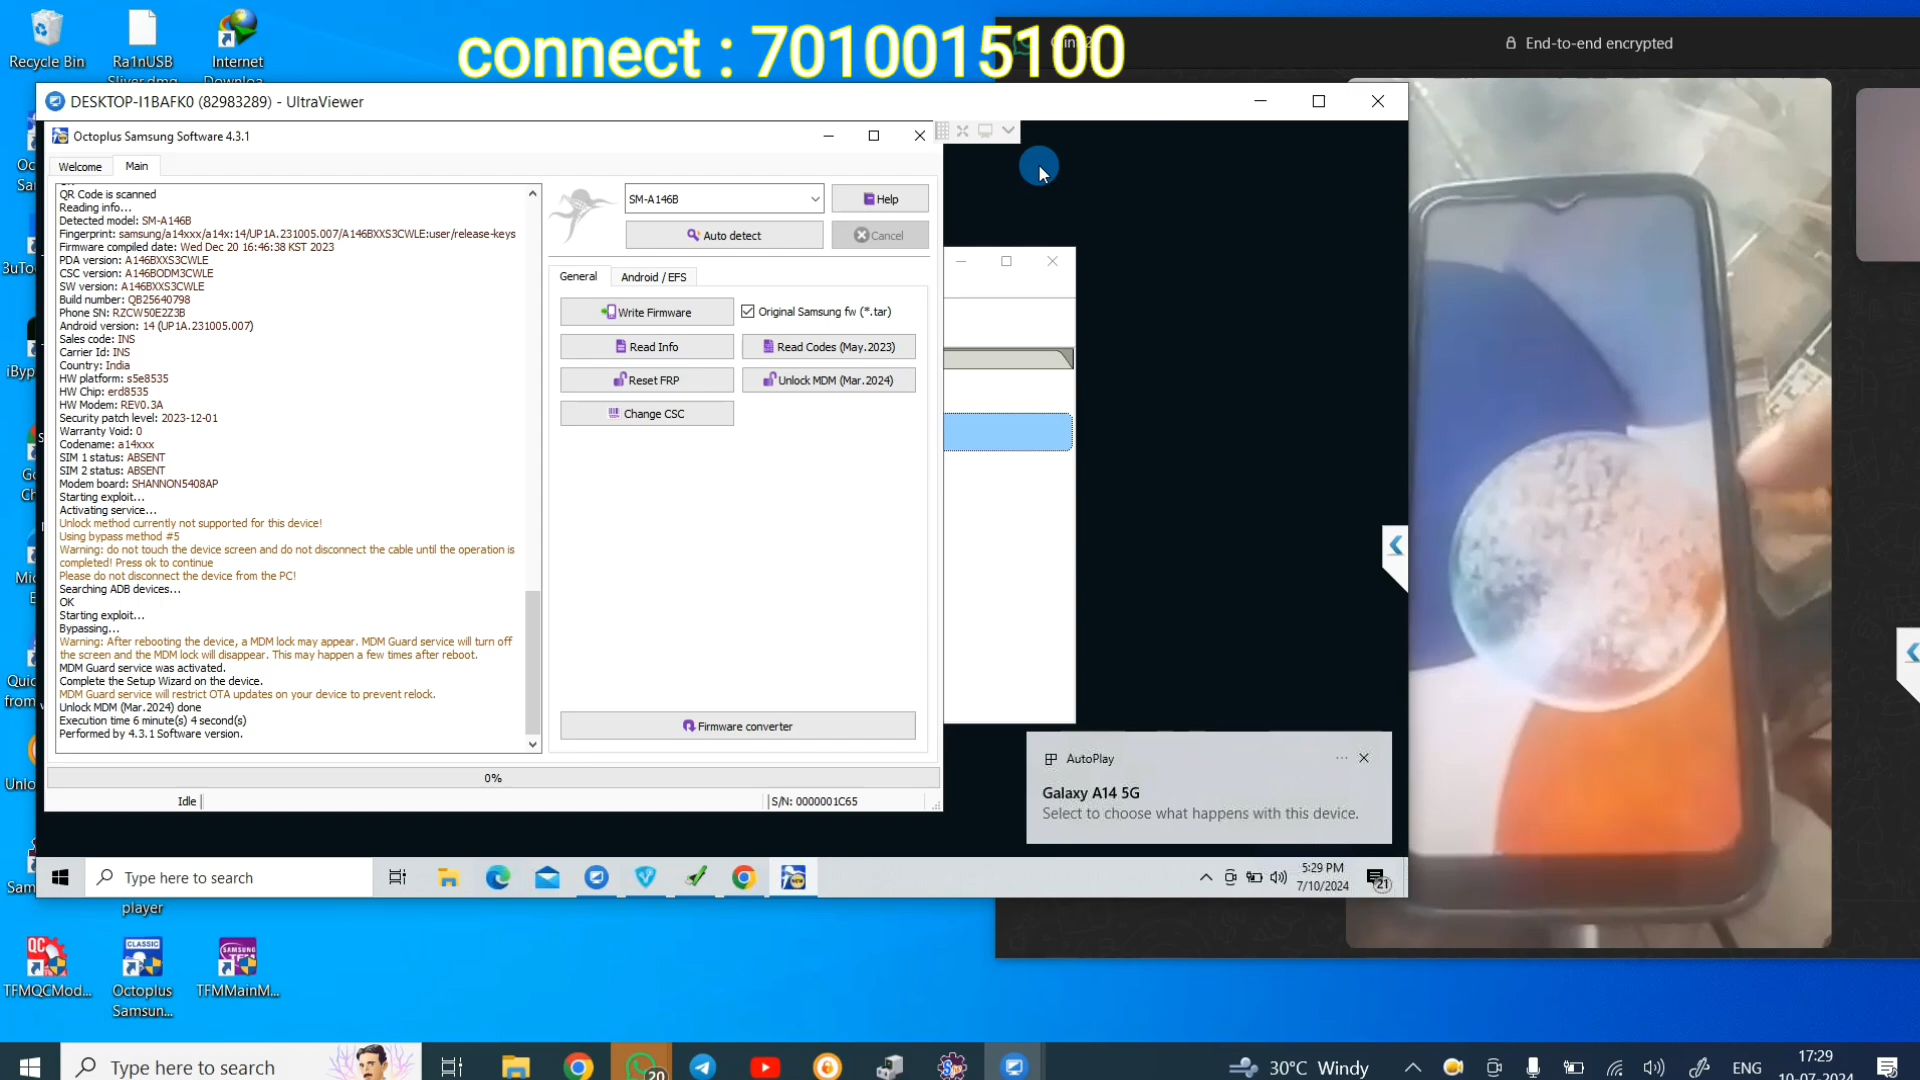 connect : 7010015100
End-to-end encrypted
Recycle Bin
Ra1nUSB
Internet
DESKTOP-I1BAFK0 (82983289) - UltraViewer
Octoplus Samsung Software 4.3.1
Welcome
Main
QR Code is scanned
Reading info...
Detected model: SM-A146B
Fingerprint: samsung/a14xxx/a14x:14/UP1A.231005.007/A146BXXS3CWLE:user/release-keys
Firmware compiled date: Wed Dec 20 16:46:38 KST 2023
PDA version: A146BXXS3CWLE
CSC version: A146BODM3CWLE
SW version: A146BXXS3CWLE
Build number: QB25640798
Phone SN: RZCW50E2Z3B
Android version: 14 (UP1A.231005.007)
Sales code: INS
Carrier Id: INS
Country: India
HW platform: s5e8535
HW Chip: erd8535
HW Modem: REV0.3A
Security patch level: 2023-12-01
Warranty Void: 0
Codename: a14xxx
SIM 1 status: ABSENT
SIM 2 status: ABSENT
Modem board: SHANNON5408AP
Starting exploit...
Activating service...
Unlock method currently not supported for this device!
Using bypass method #5
Warning: do not touch the device screen and do not disconnect the cable until the operation is
completed! Press ok to continue
Please do not disconnect the device from the PC!
Searching ADB devices...
OK
Starting exploit...
Bypassing...
Warning: After rebooting the device, a MDM lock may appear. MDM Guard service will turn off
the screen and the MDM lock will disappear. This may happen a few times after reboot.
MDM Guard service was activated.
Complete the Setup Wizard on the device.
MDM Guard service will restrict OTA updates on your device to prevent relock.
Unlock MDM (Mar.2024) done
Execution time 6 minute(s) 4 second(s)
Performed by 4.3.1 Software version.
SM-A146B
Help
Auto detect
Cancel
General
Android / EFS
Write Firmware
Original Samsung fw (*.tar)
Read Info
Read Codes (May.2023)
Reset FRP
Unlock MDM (Mar.2024)
Change CSC
Firmware converter
0%
Idle
S/N: 0000001C65
AutoPlay
Galaxy A14 5G
Select to choose what happens with this device.
Type here to search
5:29 PM
7/10/2024
21
player
QC
CLASSIC
SAMSUNG
TFM
TFMQCMod...
Octoplus
Samsun...
TFMMainM...
Type here to search
20
30°C Windy
ENG
17:29
10-07-2024